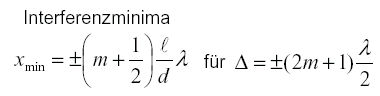 Interferenzminima
x_min = ±(m + 1/2) ℓ/d λ für Δ = ±(2m + 1) λ/2